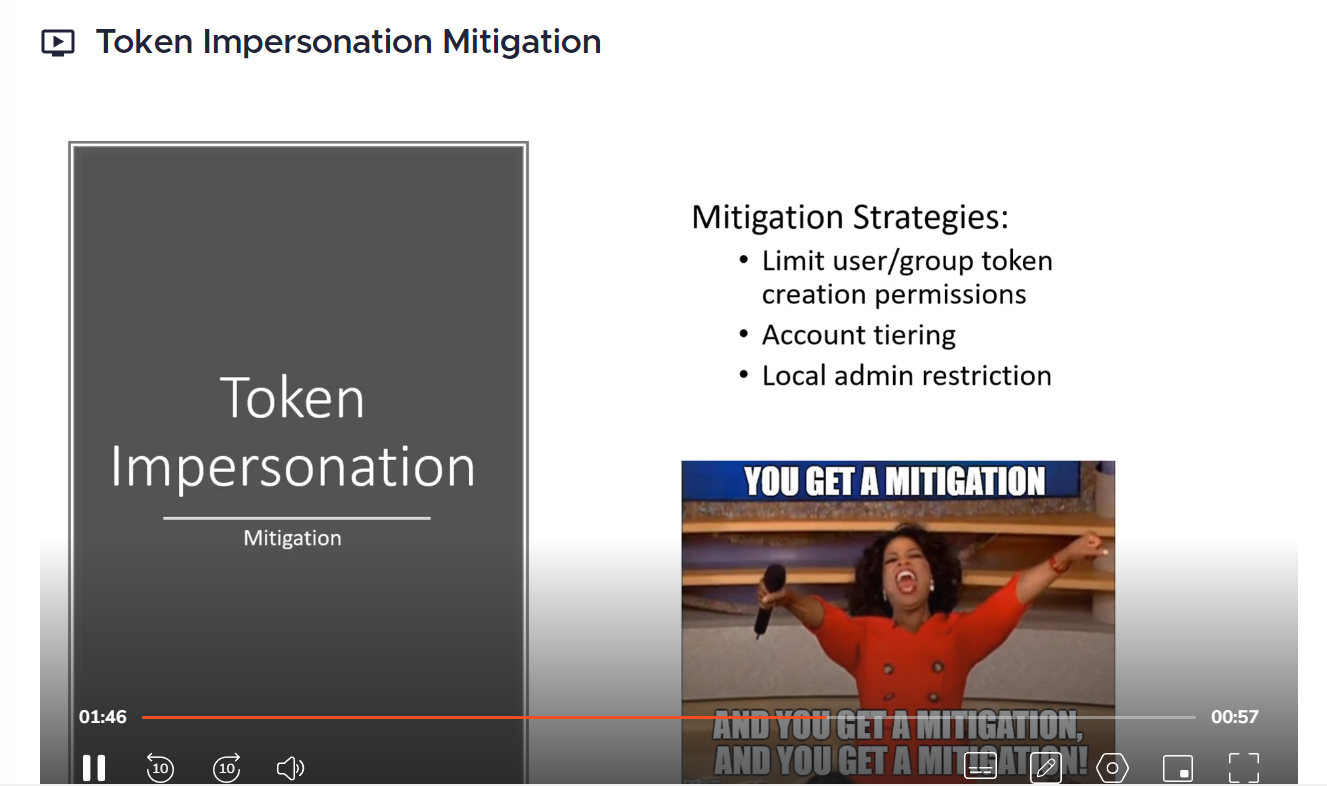 Token Impersonation Mitigation
Token
Impersonation
Mitigation
Mitigation Strategies:
• Limit user/group token
creation permissions
• Account tiering
• Local admin restriction
YOU GET A MITIGATION
AND YOU GET A MITIGATION,
AND YOU GET A MITIGATION!
01:46
00:57
10
10